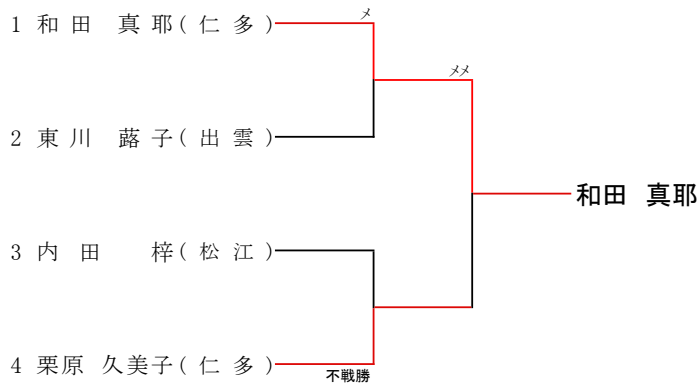 1 和田 真耶(仁多)
メ
メメ
2 東川 蕗子(出雲)
和田 真耶
3 内田 梓(松江)
4 栗原 久美子(仁多)
不戦勝